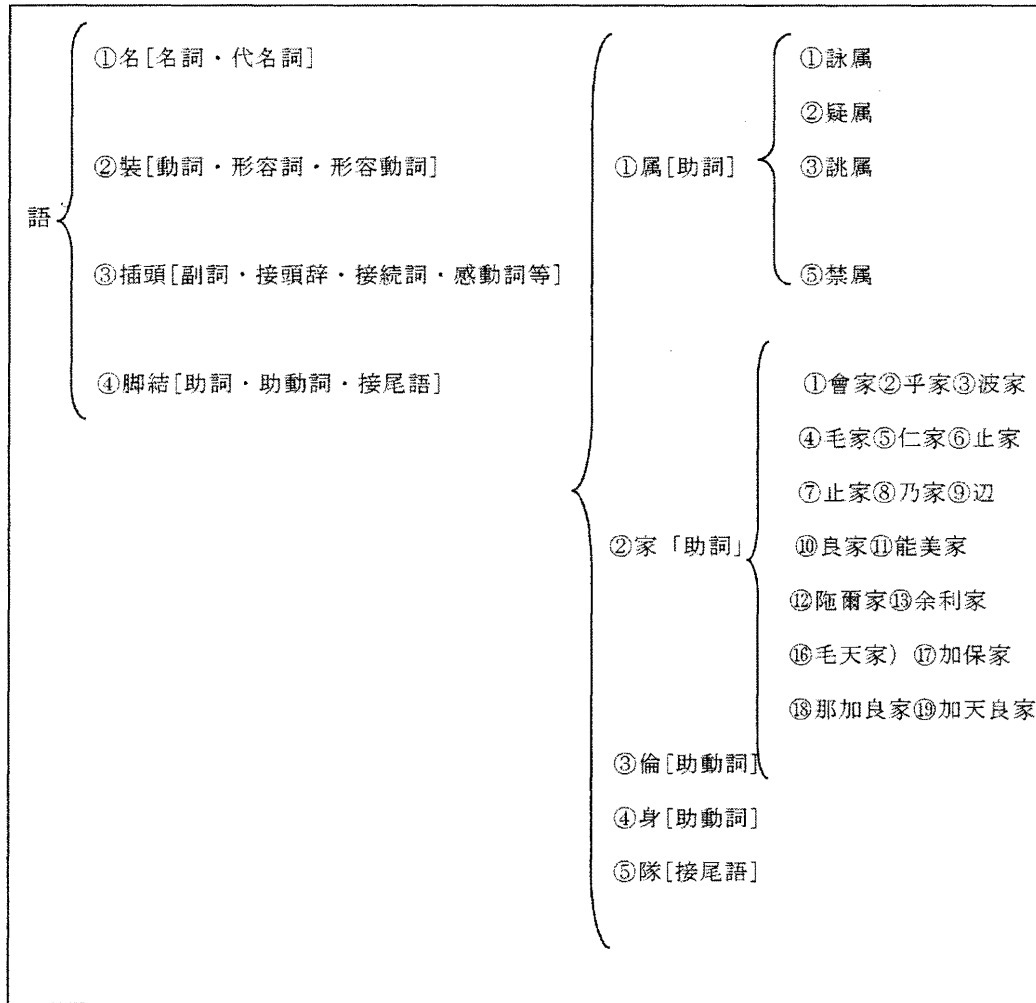 語
①名[名詞・代名詞]
②装[動詞・形容詞・形容動詞]
③插頭[副詞・接頭辞・接続詞・感動詞等]
④脚結[助詞・助動詞・接尾語]
①属[助詞]
①詠属
②疑属
③誂属
⑤禁属
②家「助詞」
①曾家②乎家③波家
④毛家⑤仁家⑥止家
⑦止家⑧乃家⑨辺
⑩良家⑪能美家
⑫陁爾家⑬余利家
⑯毛天家）⑰加保家
⑱那加良家⑲加天良家
③倫[助動詞]
④身[助動詞]
⑤隊[接尾語]